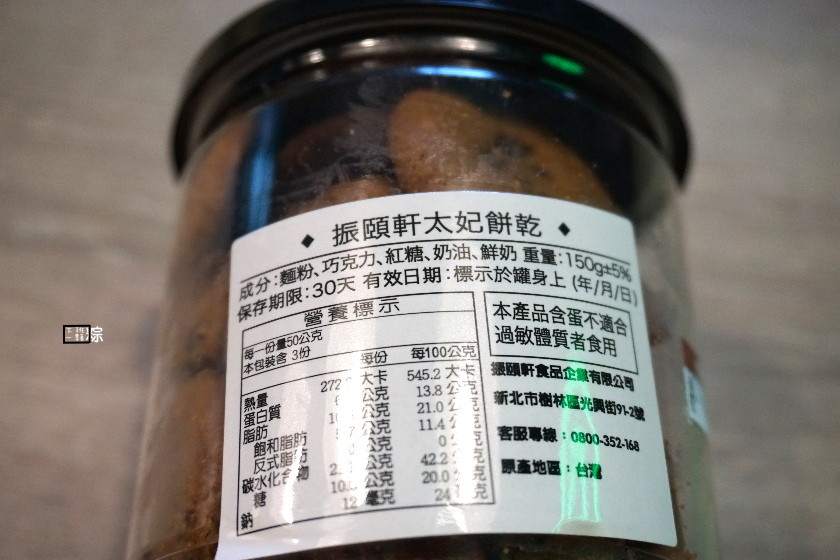 ◆ 振頤軒太妃餅乾 ◆
成分:麵粉、巧克力、紅糖、奶油、鮮奶 重量:150g±5%
保存期限:30天 有效日期:標示於罐身上 (年/月/日)
營養標示
每一份量50公克
本包裝含 3份
每份 每100公克
熱量 大卡 545.2 大卡
蛋白質 公克 13.8 公克
脂肪 公克 21.0 公克
飽和脂肪 公克 11.4 公克
反式脂肪 公克 0 公克
碳水化合物 公克 42.2 公克
糖 公克 20.0 公克
鈉 毫克 24 毫克
本產品含蛋不適合
過敏體質者食用
振頤軒食品企業有限公司
新北市樹林區光興街91-2號
客服專線:0800-352-168
原產地區:台灣
綜